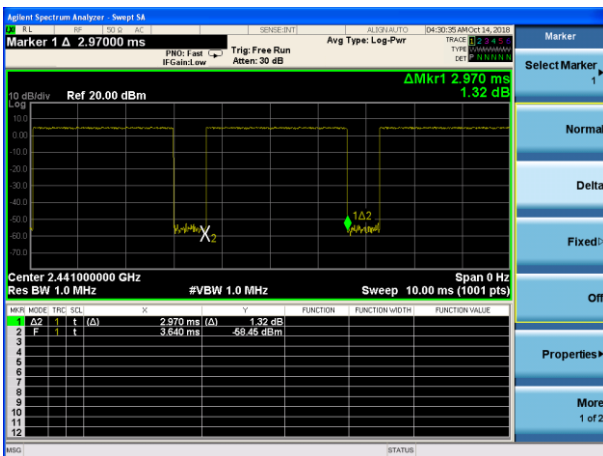 Agilent Spectrum Analyzer - Swept SA
RL RF 50 Ω AC SENSE:INT ALIGNAUTO 04:30:35 AM Oct 14, 2018
Marker 1 Δ 2.97000 ms
PNO: Fast
IFGain:Low
Trig: Free Run
Atten: 30 dB
Avg Type: Log-Pwr
TRACE 1 2 3 4 5 6
TYPE
DET P N N N N N
ΔMkr1 2.970 ms
1.32 dB
10 dB/div Ref 20.00 dBm
Log
10.0
0.00
-10.0
-20.0
-30.0
-40.0
-50.0
-60.0
-70.0
1Δ2
X2
Center 2.441000000 GHz Span 0 Hz
Res BW 1.0 MHz #VBW 1.0 MHz Sweep 10.00 ms (1001 pts)
MKR MODE TRC SCL X Y FUNCTION FUNCTION WIDTH FUNCTION VALUE
1 Δ2 1 t (Δ) 2.970 ms (Δ) 1.32 dB
2 F 1 t 3.640 ms -58.45 dBm
3
4
5
6
7
8
9
10
11
12
MSG STATUS
Marker
Select Marker
1
Normal
Delta
Fixed
Off
Properties
More
1 of 2